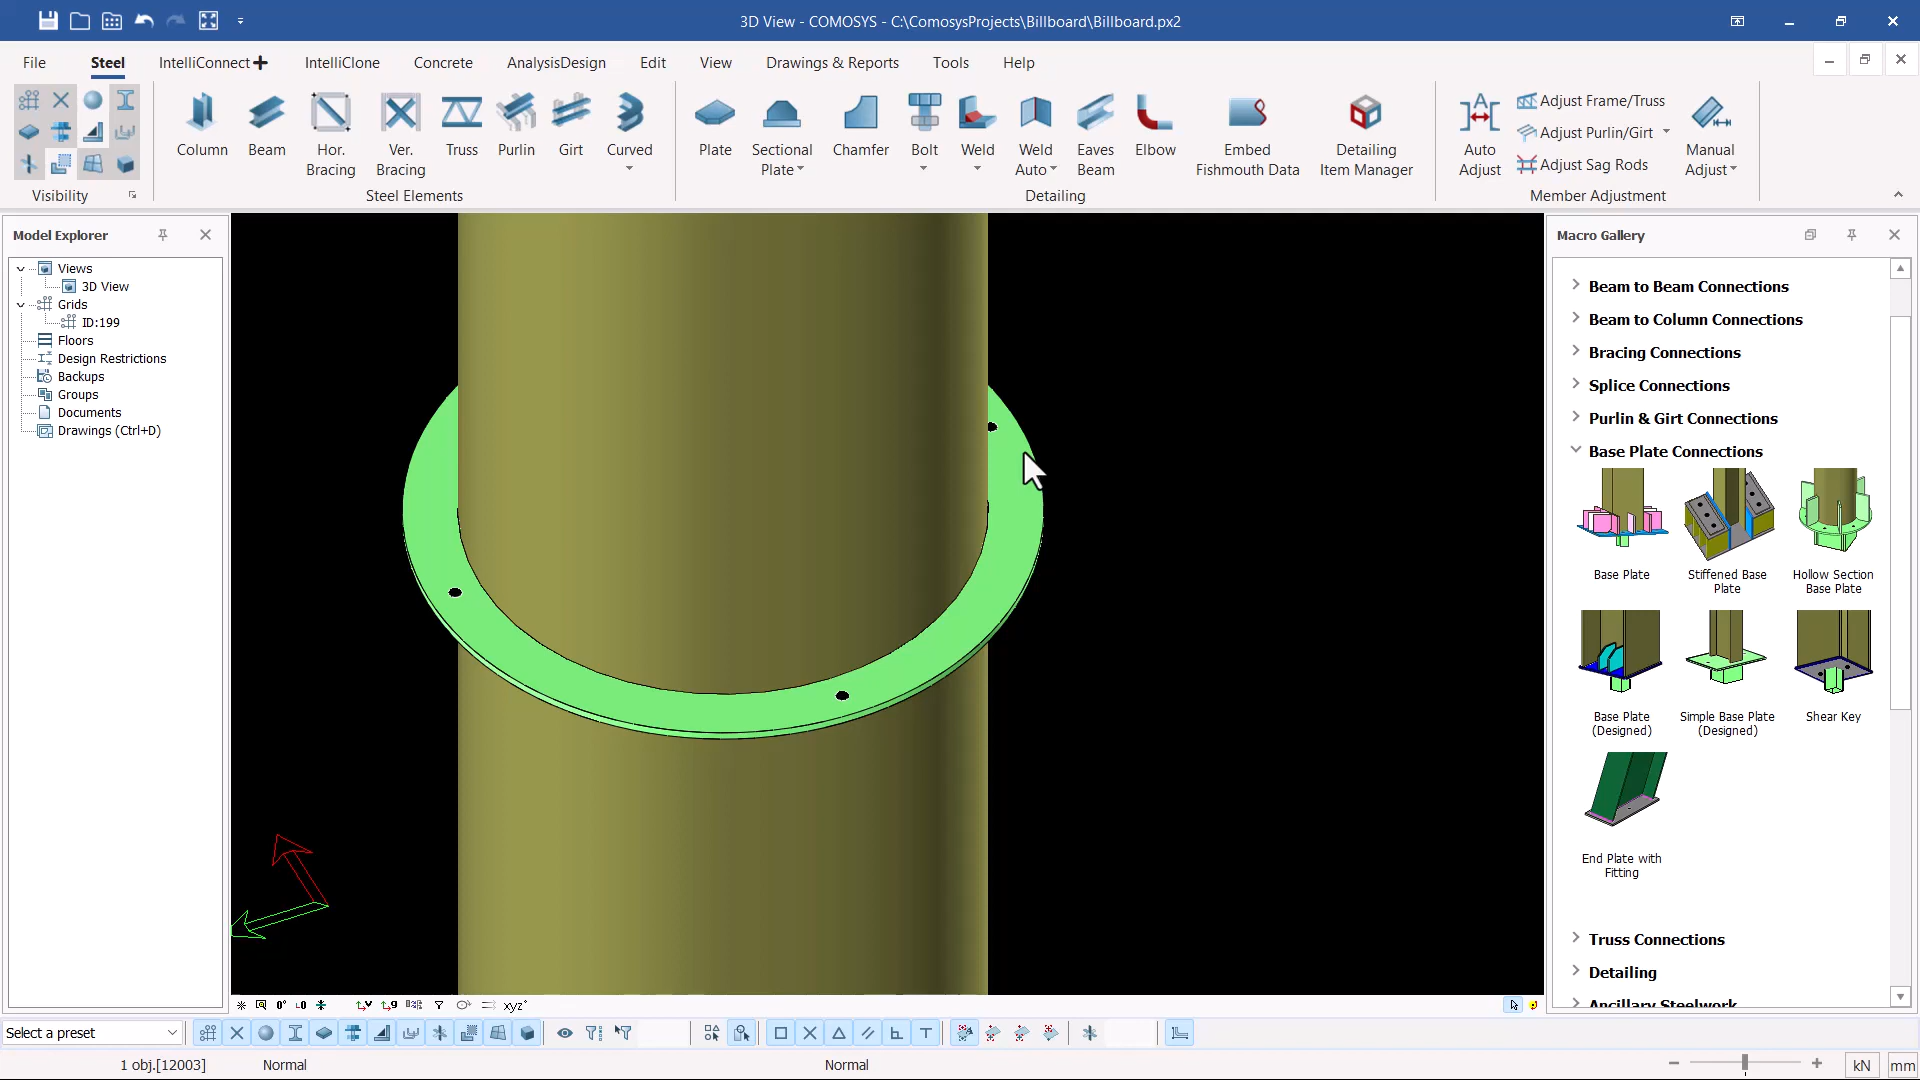 3D View - COMOSYS - C:\ComosysProjects\Billboard\Billboard.px2
File
Steel
IntelliConnect
IntelliClone
Concrete
AnalysisDesign
Edit
View
Drawings & Reports
Tools
Help
Column
Beam
Hor.
Bracing
Ver.
Bracing
Truss
Purlin
Girt
Curved
Plate
Sectional
Plate
Chamfer
Bolt
Weld
Weld
Auto
Eaves
Beam
Elbow
Embed
Fishmouth Data
Detailing
Item Manager
Auto
Adjust
Adjust Frame/Truss
Adjust Purlin/Girt
Adjust Sag Rods
Manual
Adjust
Visibility
Steel Elements
Detailing
Member Adjustment
Model Explorer
Views
3D View
Grids
ID:199
Floors
Design Restrictions
Backups
Groups
Documents
Drawings (Ctrl+D)
Macro Gallery
Beam to Beam Connections
Beam to Column Connections
Bracing Connections
Splice Connections
Purlin & Girt Connections
Base Plate Connections
Base Plate
Stiffened Base
Plate
Hollow Section
Base Plate
Base Plate
(Designed)
Simple Base Plate
(Designed)
Shear Key
End Plate with
Fitting
Truss Connections
Detailing
Ancillary Steelwork
xyz
Select a preset
1 obj.[12003]
Normal
Normal
kN
mm